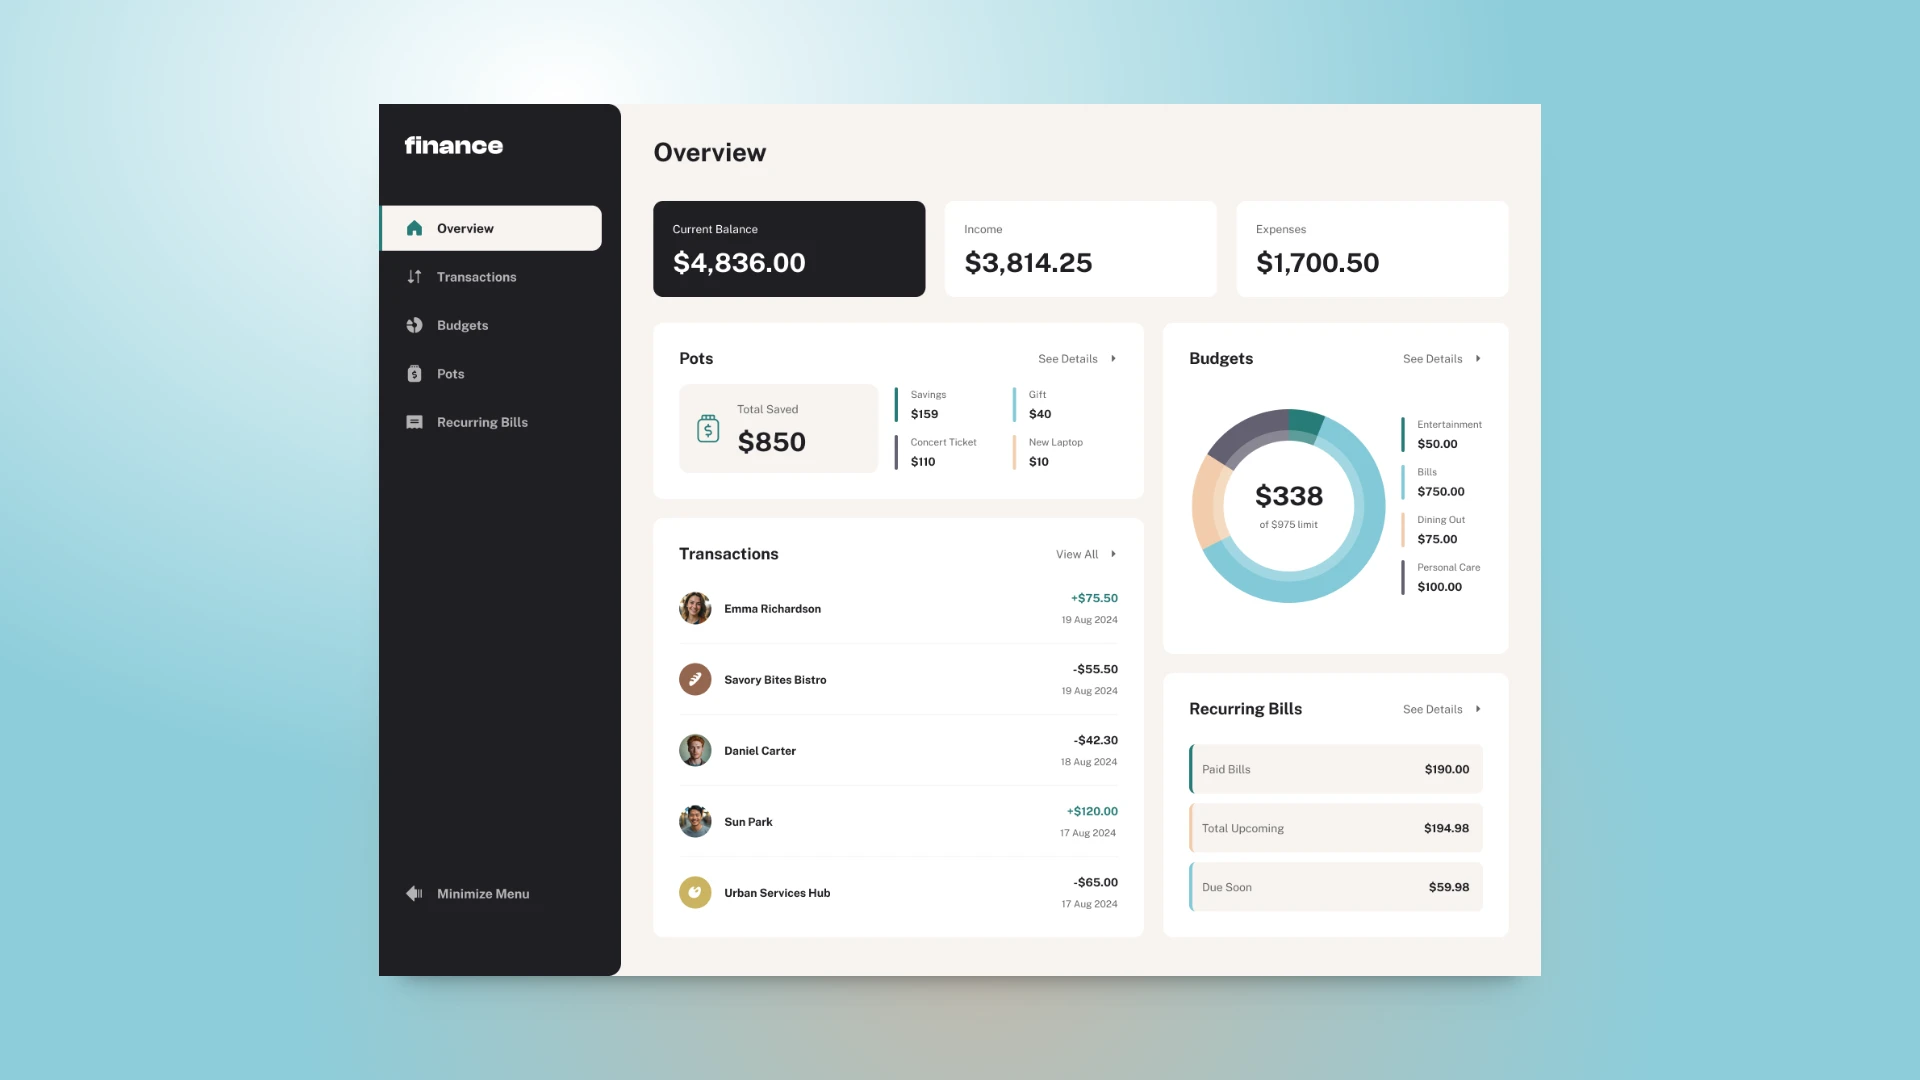 finance
Overview
Transactions
Budgets
Pots
Recurring Bills
Minimize Menu
Overview
Current Balance
$4,836.00
Income
$3,814.25
Expenses
$1,700.50
Pots
See Details
Total Saved
$850
Savings
$159
Gift
$40
Concert Ticket
$110
New Laptop
$10
Transactions
View All
Emma Richardson
+$75.50
19 Aug 2024
Savory Bites Bistro
-$55.50
19 Aug 2024
Daniel Carter
-$42.30
18 Aug 2024
Sun Park
+$120.00
17 Aug 2024
Urban Services Hub
-$65.00
17 Aug 2024
Budgets
See Details
$338
of $975 limit
Entertainment
$50.00
Bills
$750.00
Dining Out
$75.00
Personal Care
$100.00
Recurring Bills
See Details
Paid Bills
$190.00
Total Upcoming
$194.98
Due Soon
$59.98